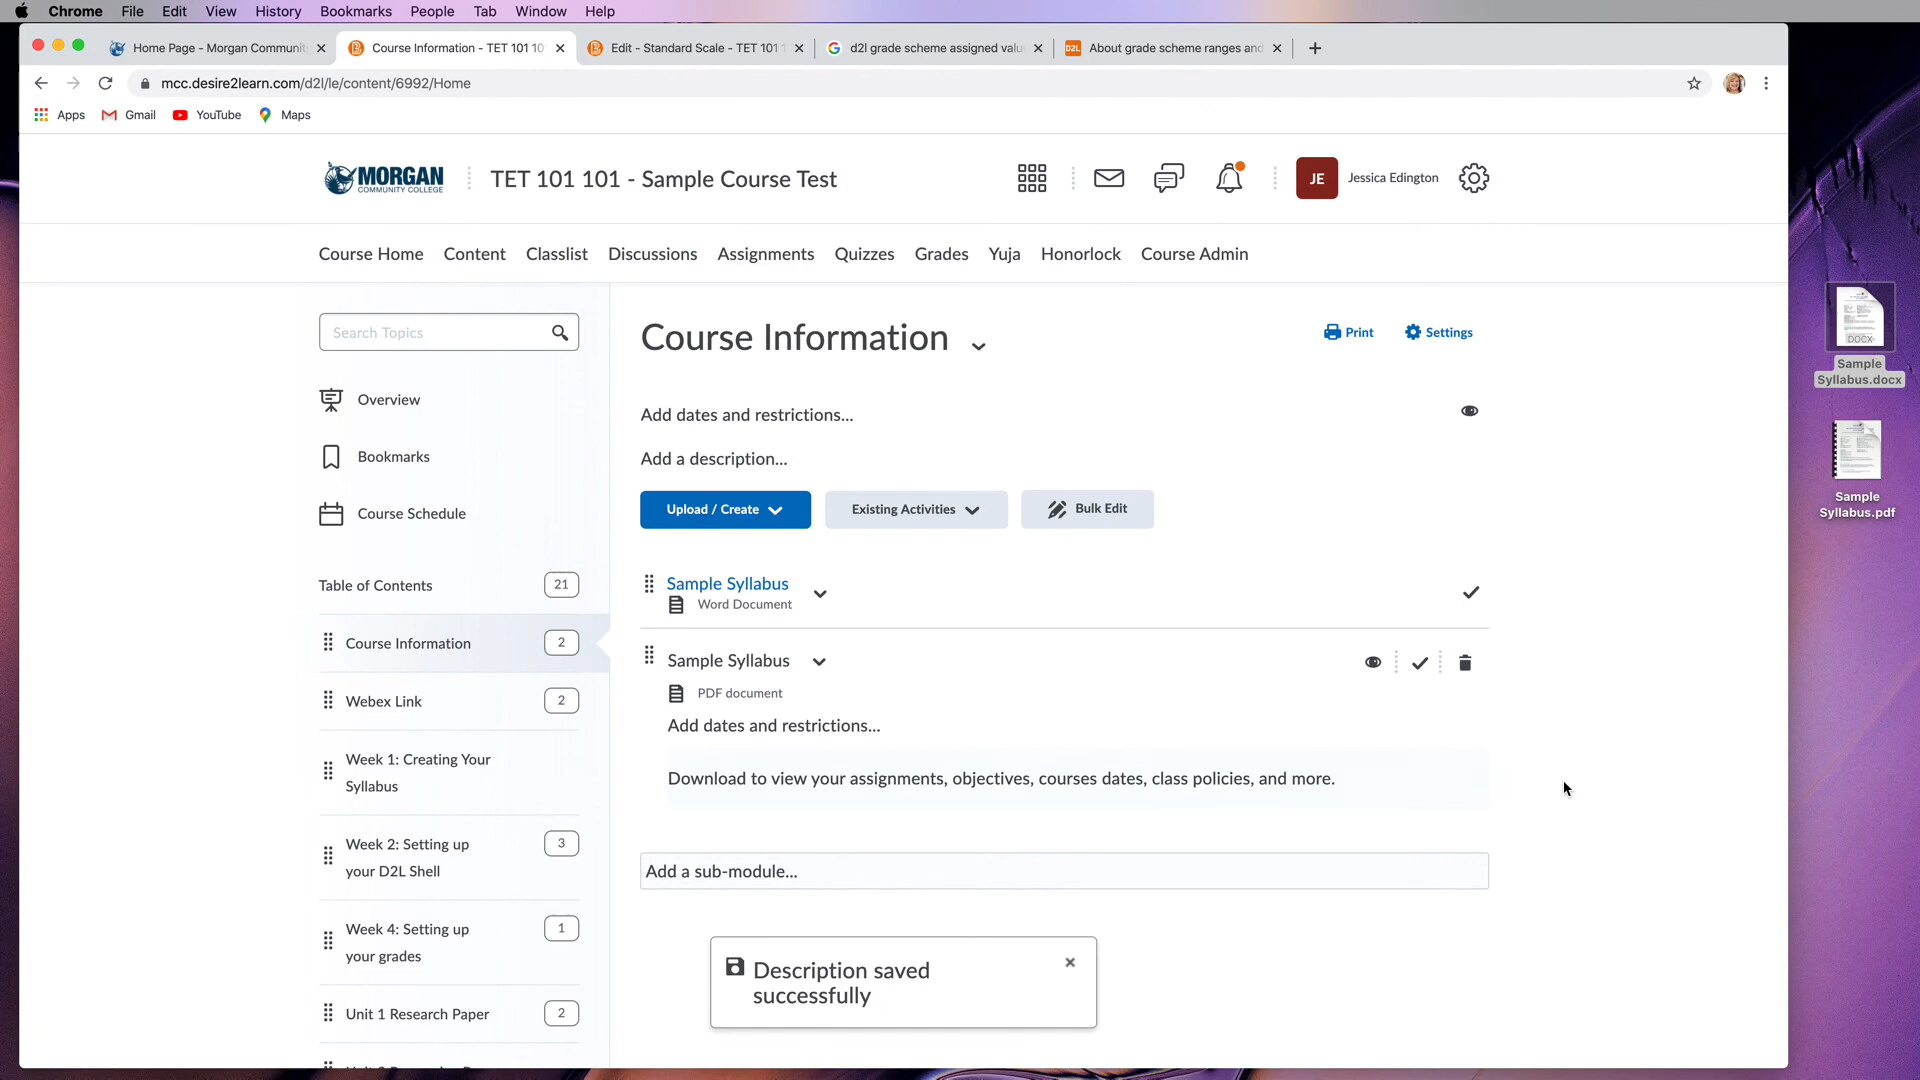 Chrome File Edit View History Bookmarks People Tab Window Help
Home Page - Morgan Communi
Course Information - TET 101 10
Edit - Standard Scale - TET 101 1
d2l grade scheme assigned valu
D2L About grade scheme ranges and
mcc.desire2learn.com/d2l/le/content/6992/Home
Apps Gmail YouTube Maps
MORGAN
COMMUNITY COLLEGE
TET 101 101 - Sample Course Test
JE Jessica Edington
Course Home Content Classlist Discussions Assignments Quizzes Grades Yuja Honorlock Course Admin
Search Topics
Overview
Bookmarks
Course Schedule
Table of Contents 21
Course Information 2
Webex Link 2
Week 1: Creating Your
Syllabus
Week 2: Setting up
your D2L Shell
3
Week 4: Setting up
your grades
1
Unit 1 Research Paper 2
Course Information
Print Settings
Add dates and restrictions...
Add a description...
Upload / Create Existing Activities Bulk Edit
Sample Syllabus
Word Document
Sample Syllabus
PDF document
Add dates and restrictions...
Download to view your assignments, objectives, courses dates, class policies, and more.
Add a sub-module...
Description saved
successfully
DOCX
Sample
Syllabus.docx
Sample
Syllabus.pdf